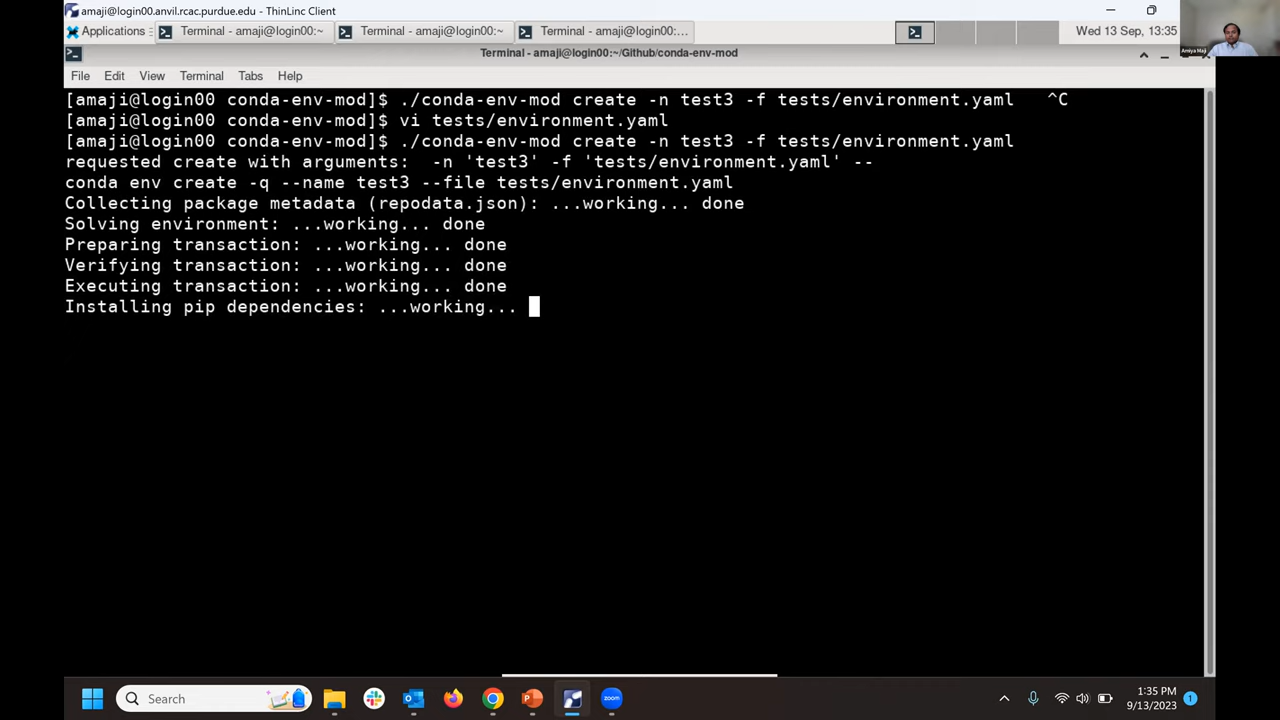 amaji@login00.anvil.rcac.purdue.edu - ThinLinc Client
Applications
Terminal - amaji@login00:~
Terminal - amaji@login00:~
Terminal - amaji@login00:...
Wed 13 Sep, 13:35
Amiya Maji
Terminal - amaji@login00:~/Github/conda-env-mod
File Edit View Terminal Tabs Help
[amaji@login00 conda-env-mod]$ ./conda-env-mod create -n test3 -f tests/environment.yaml ^C
[amaji@login00 conda-env-mod]$ vi tests/environment.yaml
[amaji@login00 conda-env-mod]$ ./conda-env-mod create -n test3 -f tests/environment.yaml
requested create with arguments: -n 'test3' -f 'tests/environment.yaml' --
conda env create -q --name test3 --file tests/environment.yaml
Collecting package metadata (repodata.json): ...working... done
Solving environment: ...working... done
Preparing transaction: ...working... done
Verifying transaction: ...working... done
Executing transaction: ...working... done
Installing pip dependencies: ...working...
Search
zoom
1:35 PM
9/13/2023
1